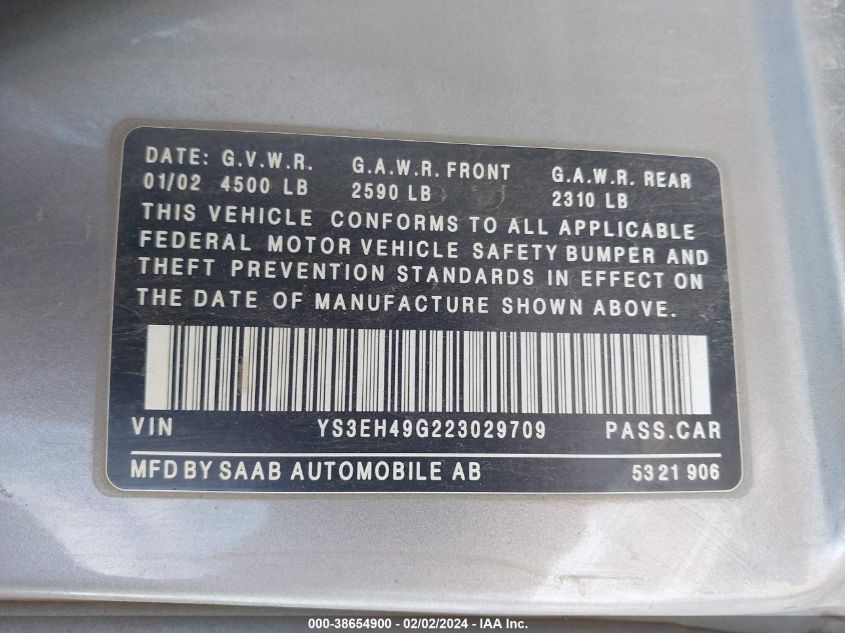 DATE: G.V.W.R. G.A.W.R. FRONT G.A.W.R. REAR
01/02 4500 LB 2590 LB 2310 LB
THIS VEHICLE CONFORMS TO ALL APPLICABLE
FEDERAL MOTOR VEHICLE SAFETY BUMPER AND
THEFT PREVENTION STANDARDS IN EFFECT ON
THE DATE OF MANUFACTURE SHOWN ABOVE.
VIN YS3EH49G223029709 PASS.CAR
MFD BY SAAB AUTOMOBILE AB 53 21 906
000-38654900 - 02/02/2024 - IAA Inc.